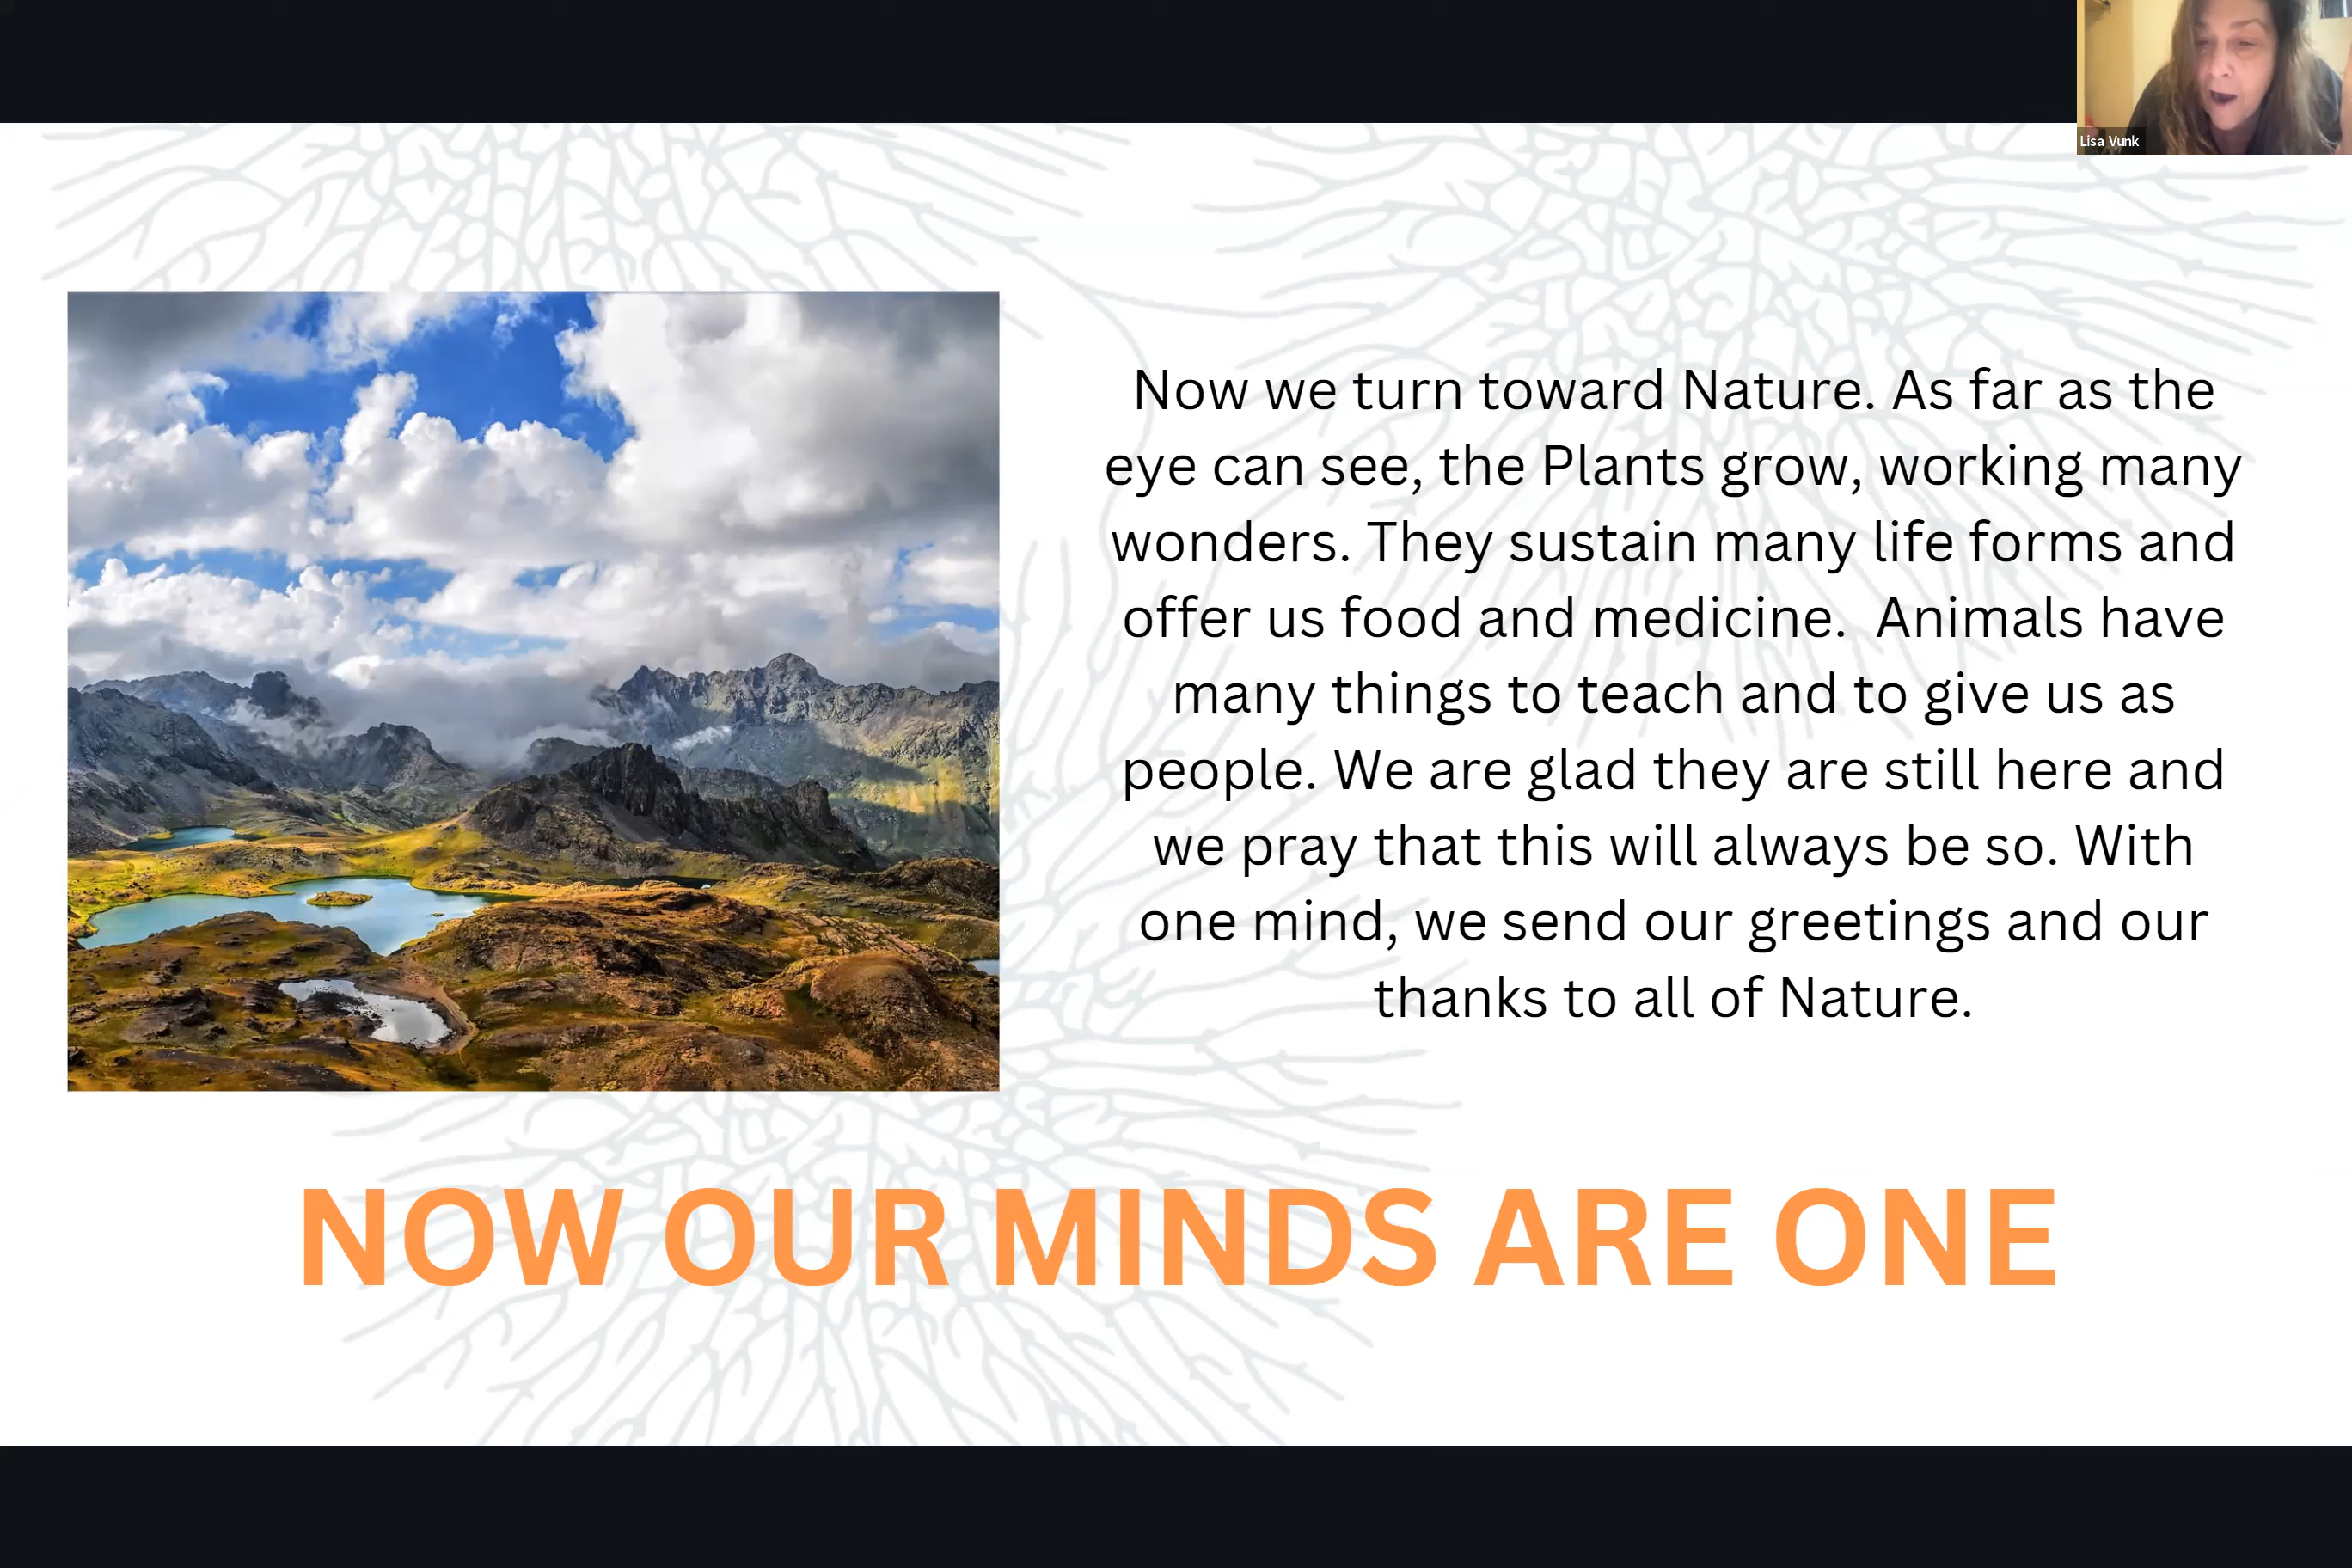 Lisa Vunk
Now we turn toward Nature. As far as the
eye can see, the Plants grow, working many
wonders. They sustain many life forms and
offer us food and medicine.  Animals have
many things to teach and to give us as
people. We are glad they are still here and
we pray that this will always be so. With
one mind, we send our greetings and our
thanks to all of Nature.
NOW OUR MINDS ARE ONE